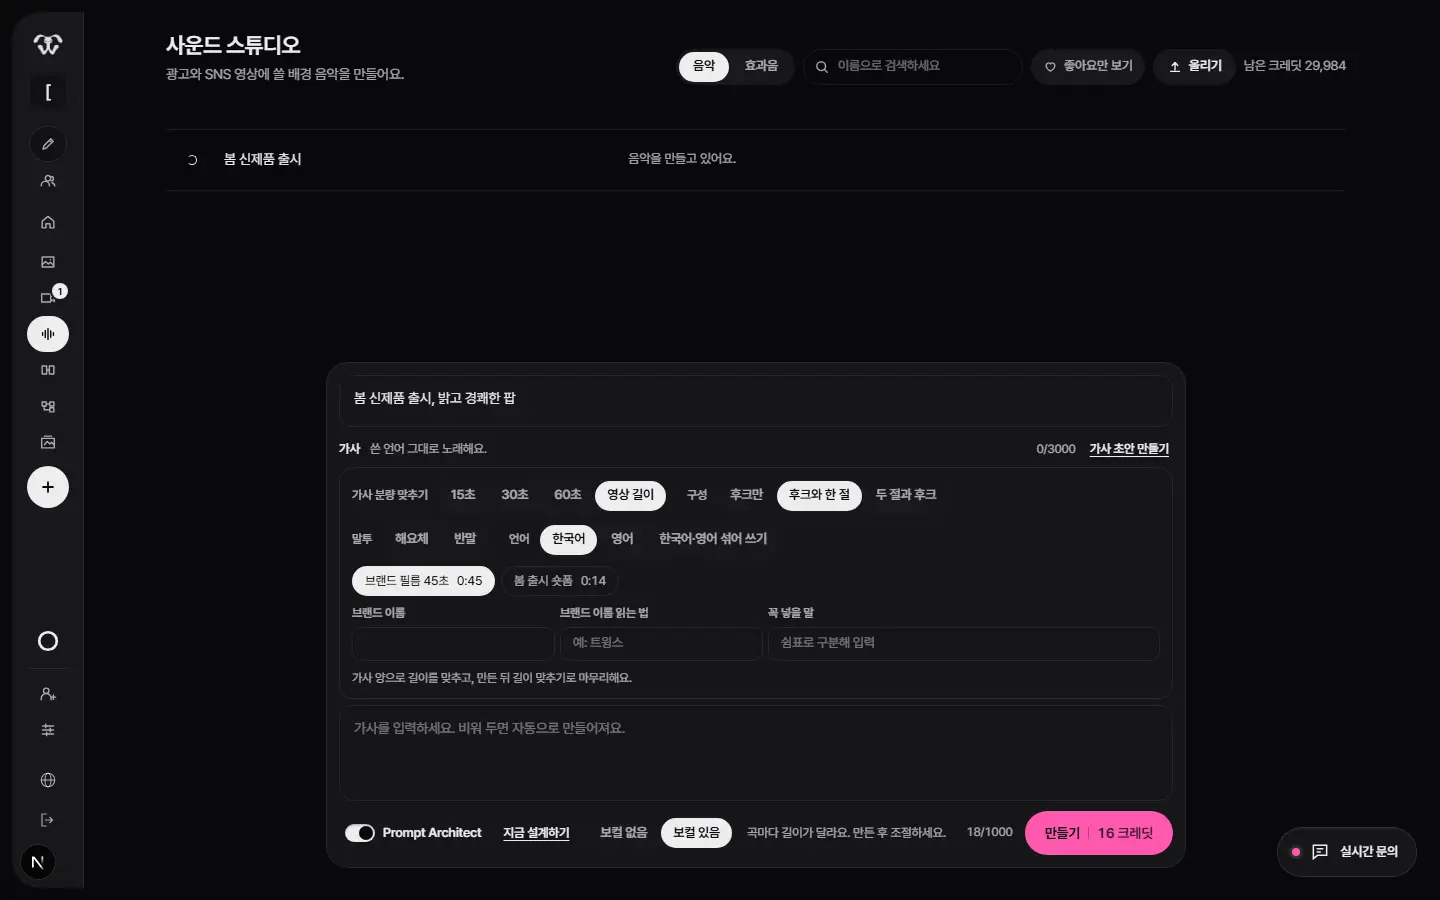 사운드 스튜디오
광고와 SNS 영상에 쓸 배경 음악을 만들어요.
음악 효과음 이름으로 검색하세요 좋아요만 보기 올리기 남은 크레딧 29,984
[
봄 신제품 출시 음악을 만들고 있어요.
1
봄 신제품 출시, 밝고 경쾌한 팝
가사 쓴 언어 그대로 노래해요. 0/3000 가사 초안 만들기
가사 분량 맞추기 15초 30초 60초 영상 길이 구성 후크만 후크와 한 절 두 절과 후크
말투 해요체 반말 언어 한국어 영어 한국어·영어 섞어 쓰기
브랜드 필름 45초 0:45 봄 출시 숏폼 0:14
브랜드 이름 브랜드 이름 읽는 법 꼭 넣을 말
예: 트윙스 쉼표로 구분해 입력
가사 양으로 길이를 맞추고, 만든 뒤 길이 맞추기로 마무리해요.
가사를 입력하세요. 비워 두면 자동으로 만들어져요.
Prompt Architect 지금 설계하기 보컬 없음 보컬 있음 곡마다 길이가 달라요. 만든 후 조절하세요. 18/1000 만들기 16 크레딧
실시간 문의
N